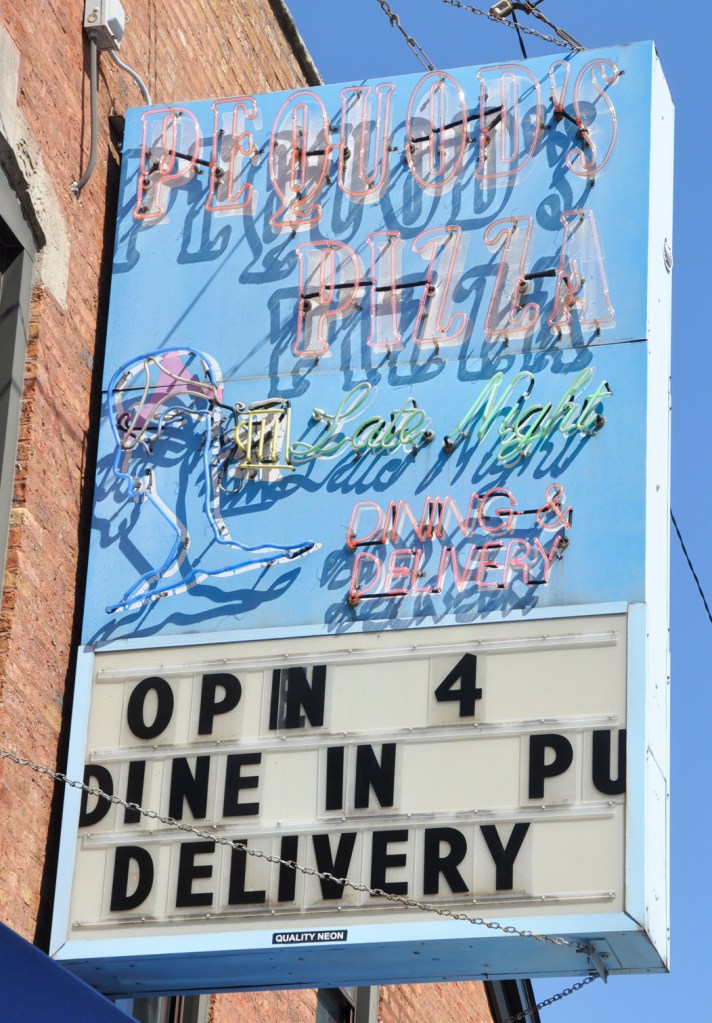 PEQUOD'S
PIZZA
Late Night
DINING &
DELIVERY
OPIN 4
DINE IN PU
DELIVERY
QUALITY NEON